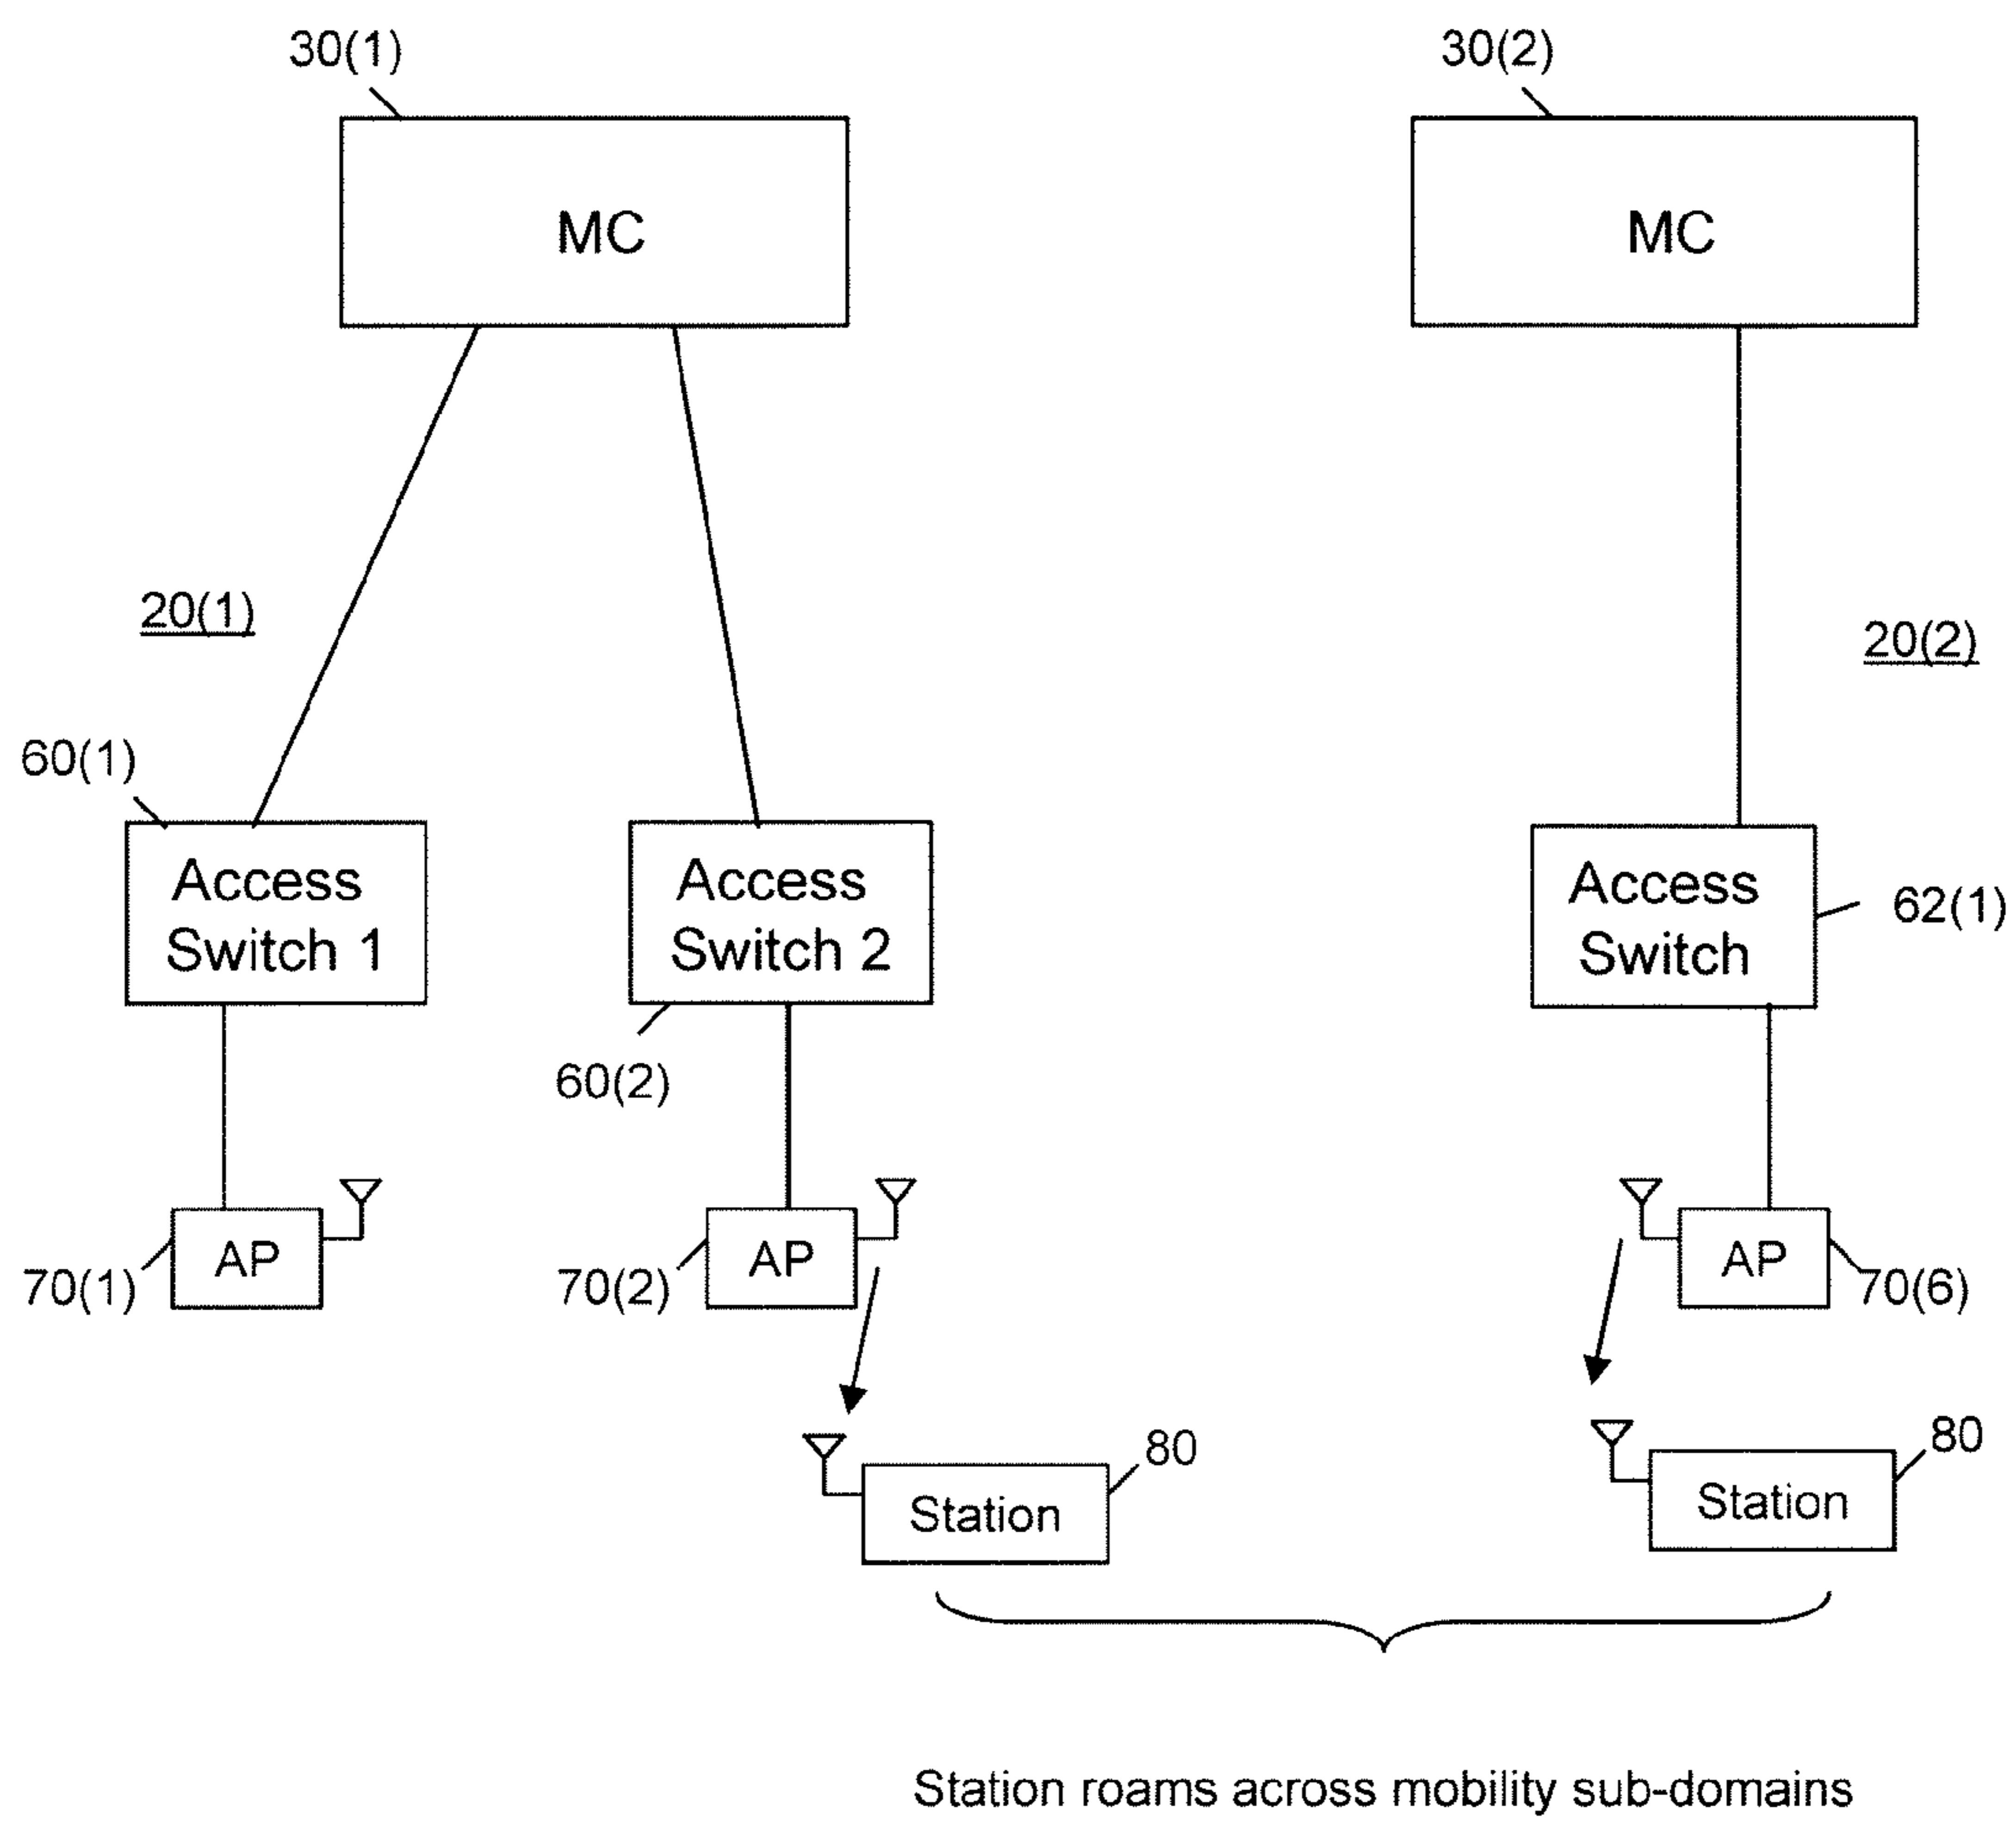 30(1)
30(2)
MC
MC
20(1)
20(2)
60(1)
Access
Switch 1
Access
Switch 2
Access
Switch
62(1)
60(2)
AP
AP
AP
70(1)
70(2)
70(6)
80
80
Station
Station
Station roams across mobility sub-domains